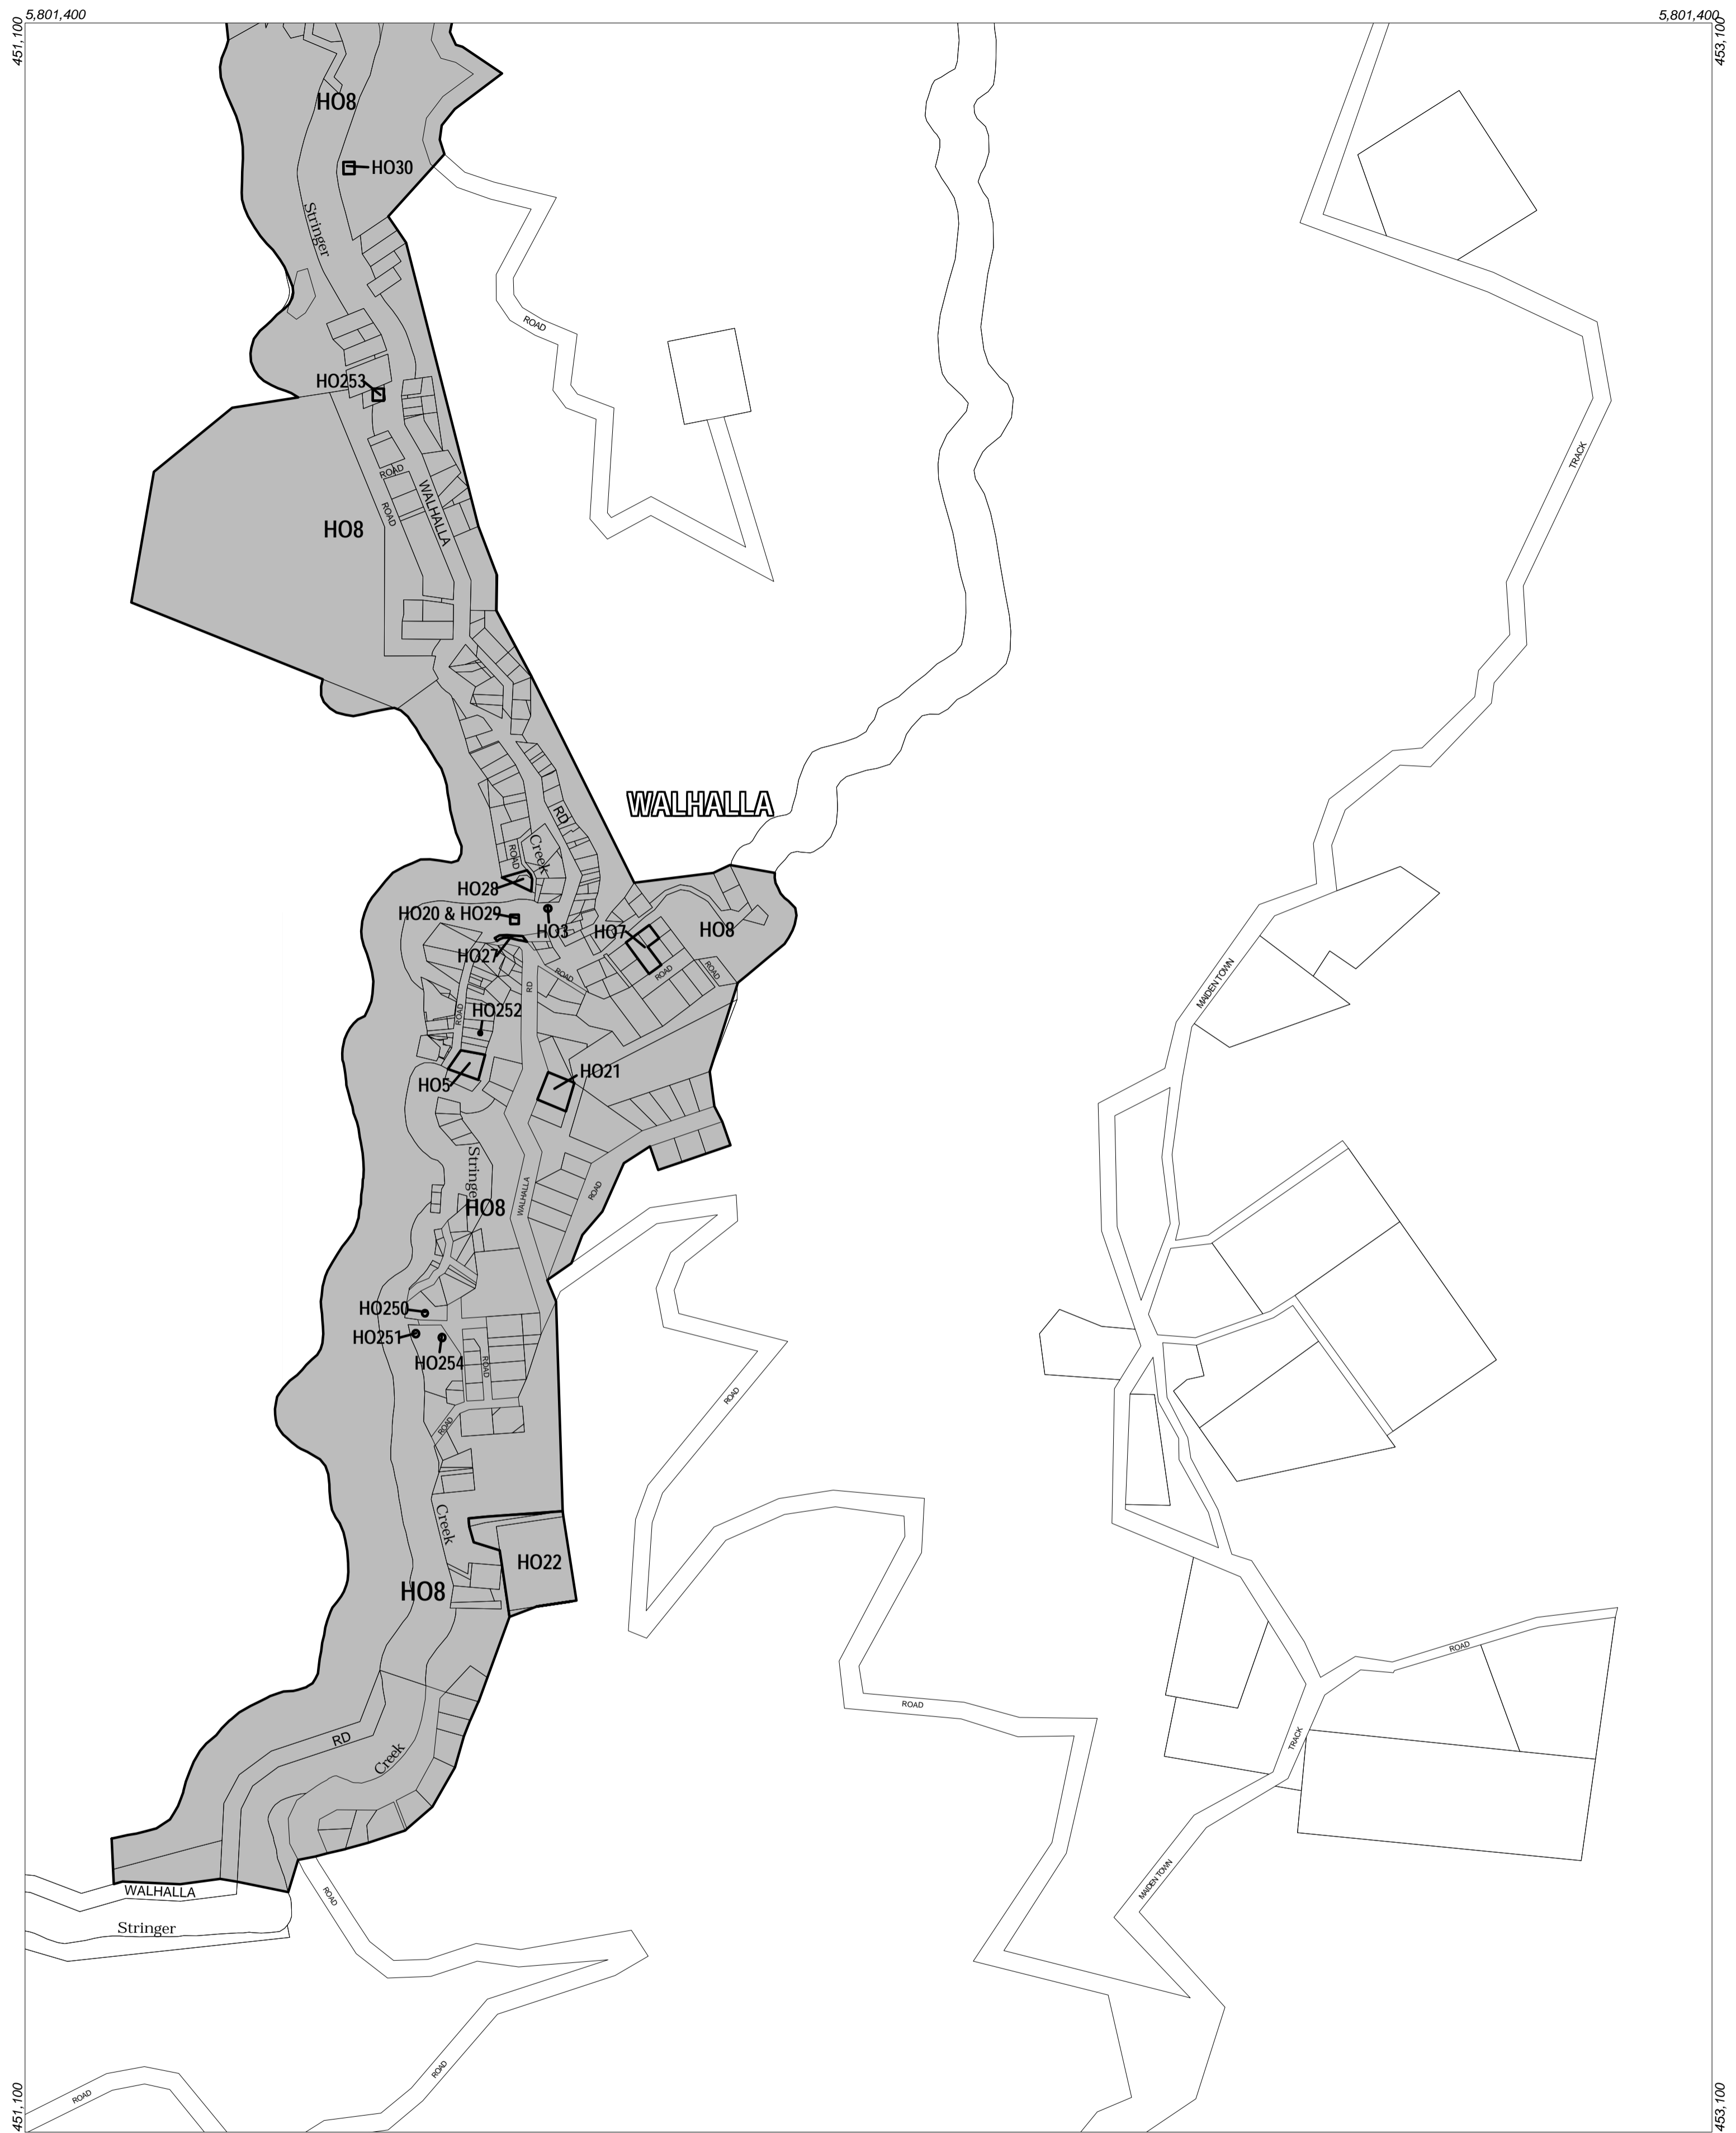 5,801,400
5,801,400
451,100
453,100
HO8
HO30
Stringer
ROAD
HO253
ROAD
WALHALLA
ROAD
TRACK
HO8
WALHALLA
RD
Creek
ROAD
HO28
HO20 & HO29
HO3
HO7
HO8
HO27
ROAD
ROAD
ROAD
RD
MAIDEN TOWN
HO252
ROAD
HO21
HO5
Stringer
WALHALLA
ROAD
HO8
HO250
HO251
HO254
ROAD
ROAD
ROAD
Creek
HO22
HO8
ROAD
ROAD
RD
TRACK
Creek
MAIDEN TOWN
WALHALLA
ROAD
Stringer
ROAD
ROAD
451,100
453,100